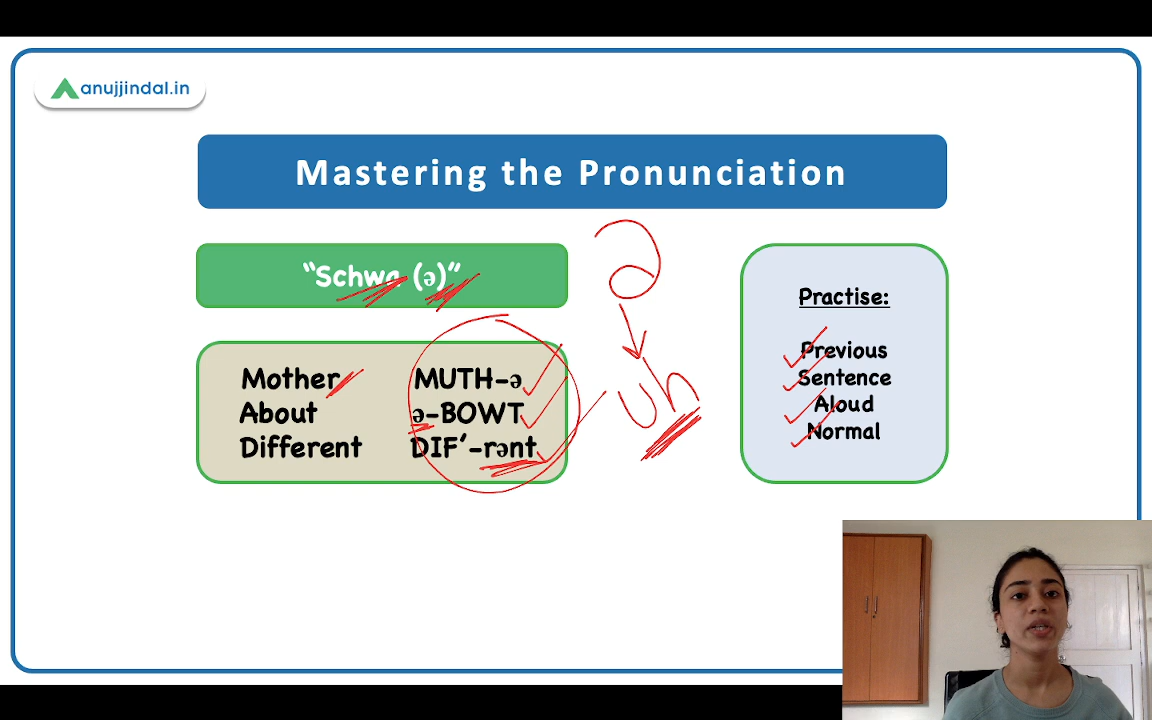 anujjindal.in
Mastering the Pronunciation
"Schwa (ə)"
ə
uh
Mother MUTH-ə
About ə-BOWT
Different DIF'-rənt
Practise:
Previous
Sentence
Aloud
Normal